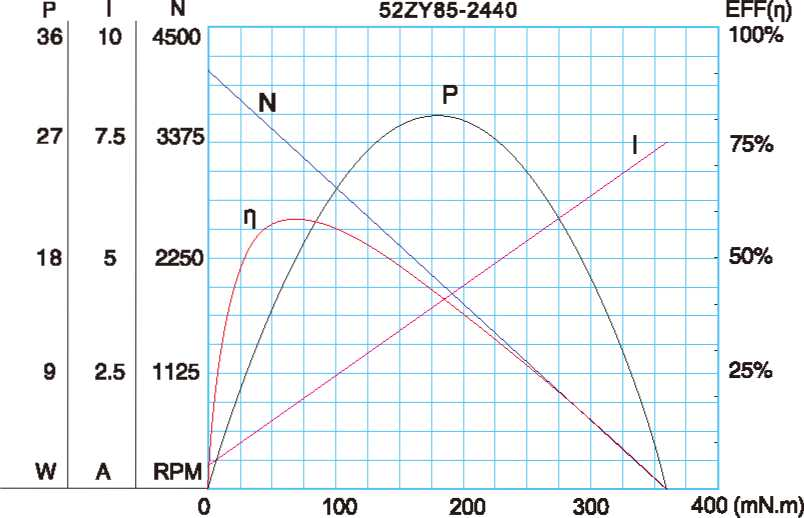 P I N 52ZY85-2440 EFF(η)
36 10 4500 100%
N P
27 7.5 3375 I 75%
η
18 5 2250 50%
9 2.5 1125 25%
W A RPM
0 100 200 300 400 (mN.m)